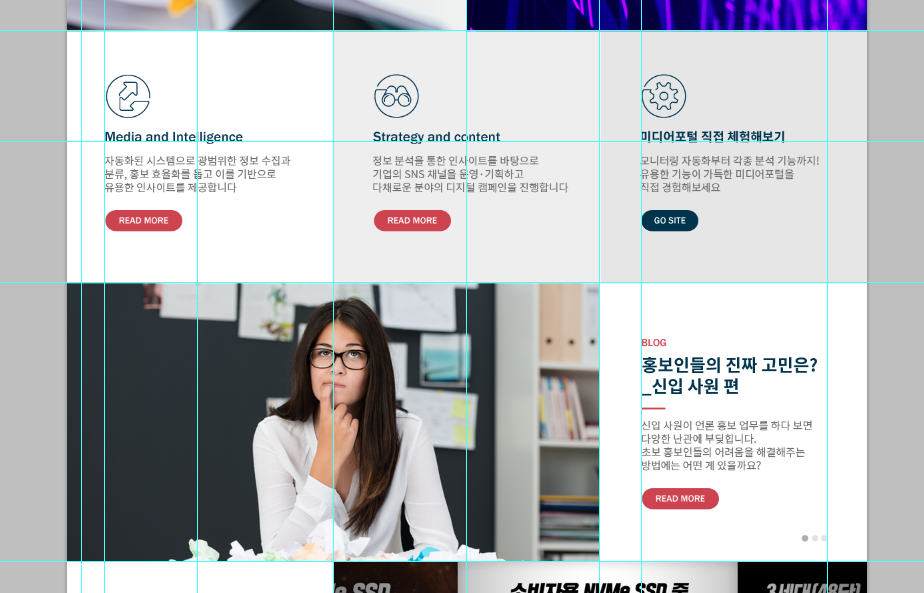 Media and Intelligence
자동화된 시스템으로 광범위한 정보 수집과
분류, 홍보 효율화를 돕고 이를 기반으로
유용한 인사이트를 제공합니다
READ MORE
Strategy and content
정보 분석을 통한 인사이트를 바탕으로
기업의 SNS 채널을 운영·기획하고
다채로운 분야의 디지털 캠페인을 진행합니다
READ MORE
미디어포털 직접 체험해보기
모니터링 자동화부터 각종 분석 기능까지!
유용한 기능이 가득한 미디어포털을
직접 경험해보세요
GO SITE
BLOG
홍보인들의 진짜 고민은?
_신입 사원 편
신입 사원이 언론 홍보 업무를 하다 보면
다양한 난관에 부딪힙니다.
초보 홍보인들의 어려움을 해결해주는
방법에는 어떤 게 있을까요?
READ MORE
SSD
소비자용 NVMe SSD 중
3세대(48단)